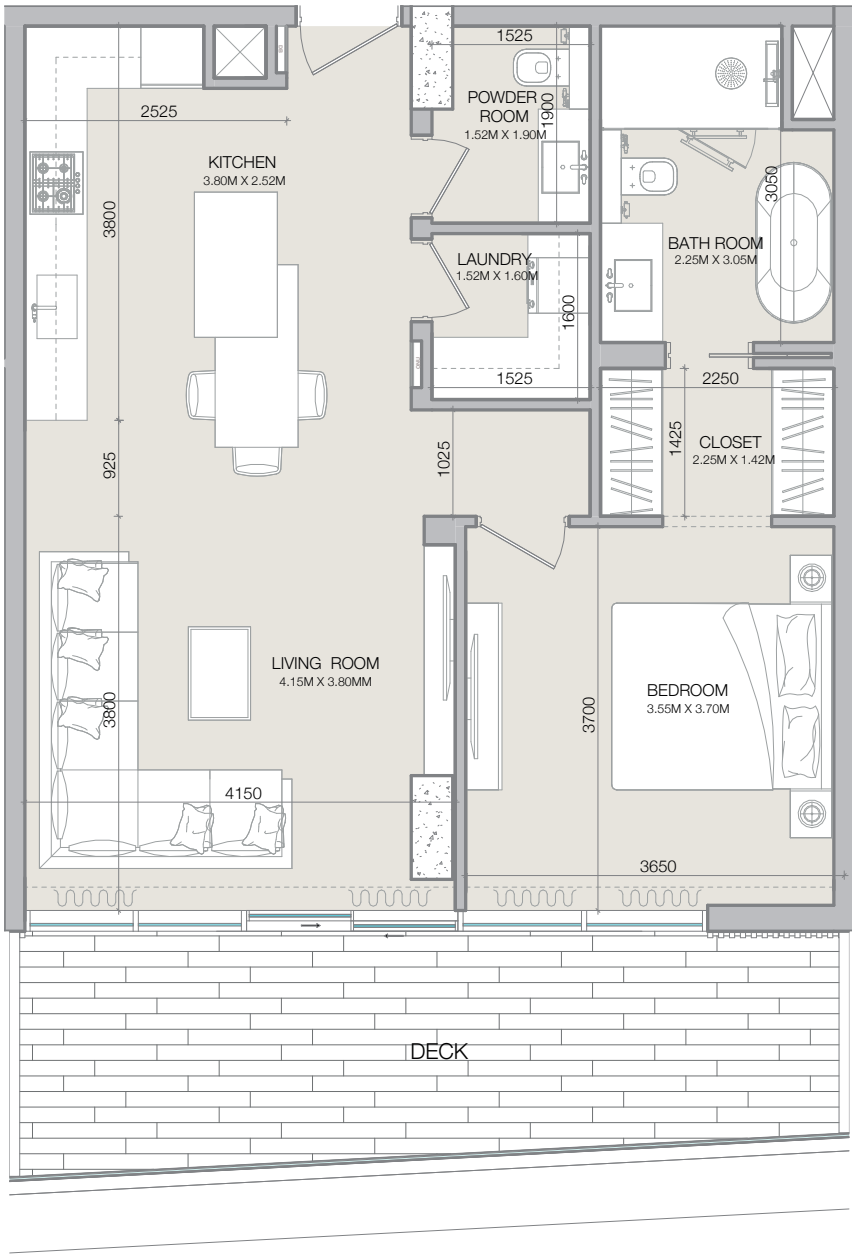 1525
POWDER
ROOM
1.52M X 1.90M
1900
2525
KITCHEN
3.80M X 2.52M
3800
3050
BATH ROOM
2.25M X 3.05M
LAUNDRY
1.52M X 1.60M
1600
1525
2250
1425
CLOSET
2.25M X 1.42M
925
1025
LIVING ROOM
4.15M X 3.80MM
3800
BEDROOM
3.55M X 3.70M
3700
4150
3650
DECK